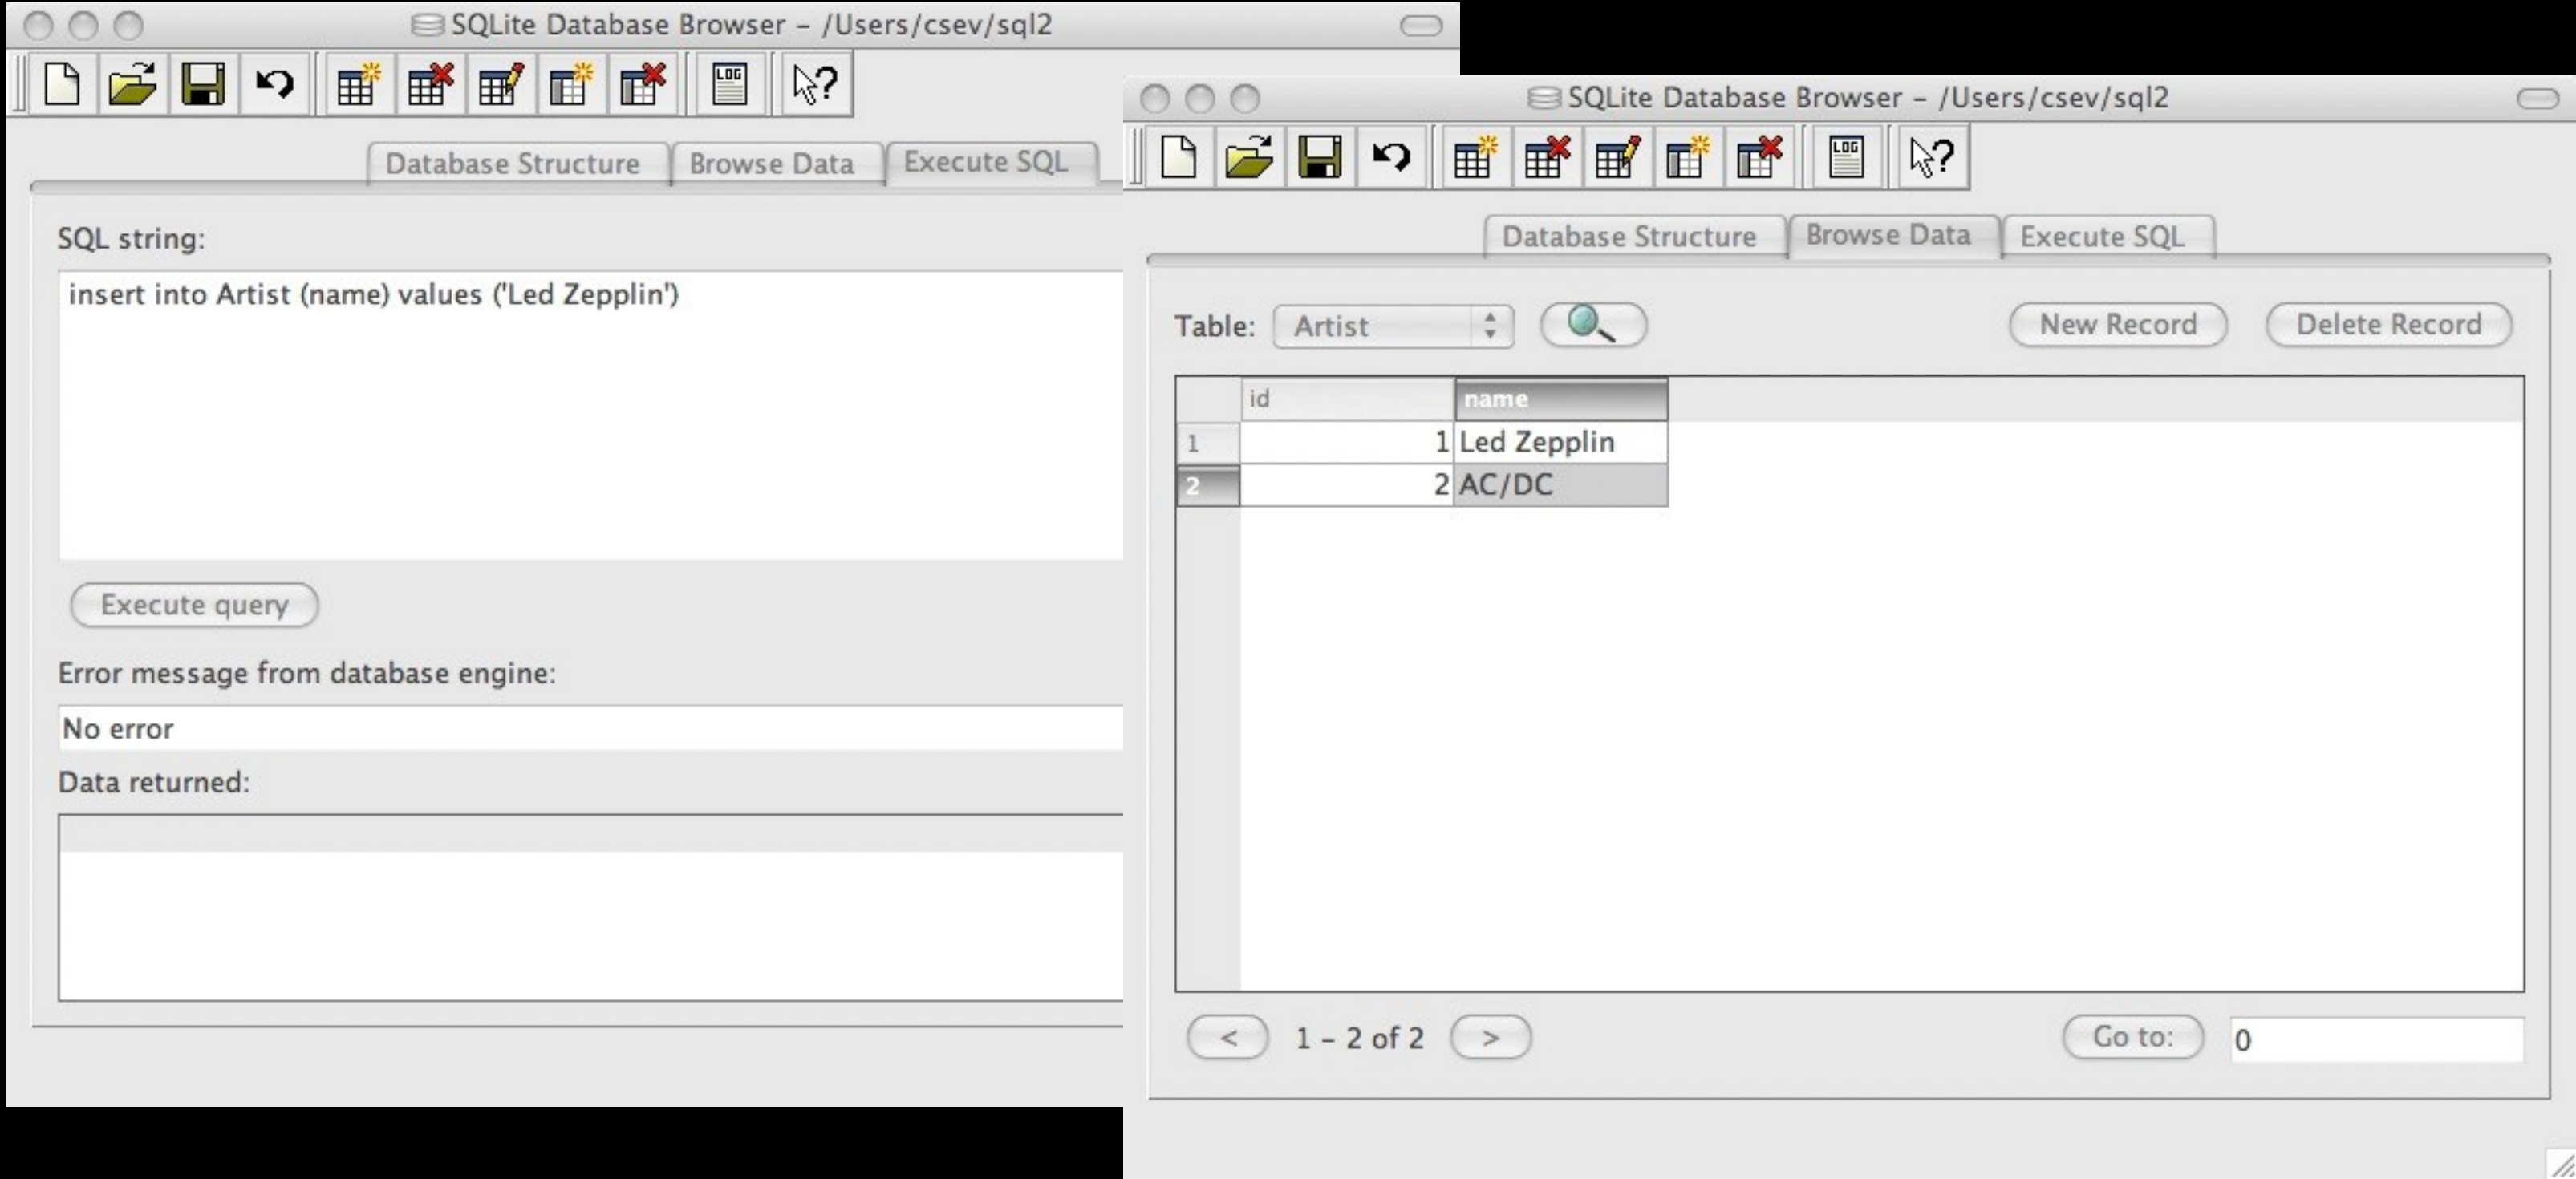 SQLite Database Browser – /Users/csev/sql2
LOG
?
Database Structure Browse Data Execute SQL
SQL string:
insert into Artist (name) values ('Led Zepplin')
Execute query
Error message from database engine:
No error
Data returned:
SQLite Database Browser – /Users/csev/sql2
LOG
?
Database Structure Browse Data Execute SQL
Table: Artist New Record Delete Record
id name
1 1 Led Zepplin
2 2 AC/DC
< 1 – 2 of 2 > Go to: 0